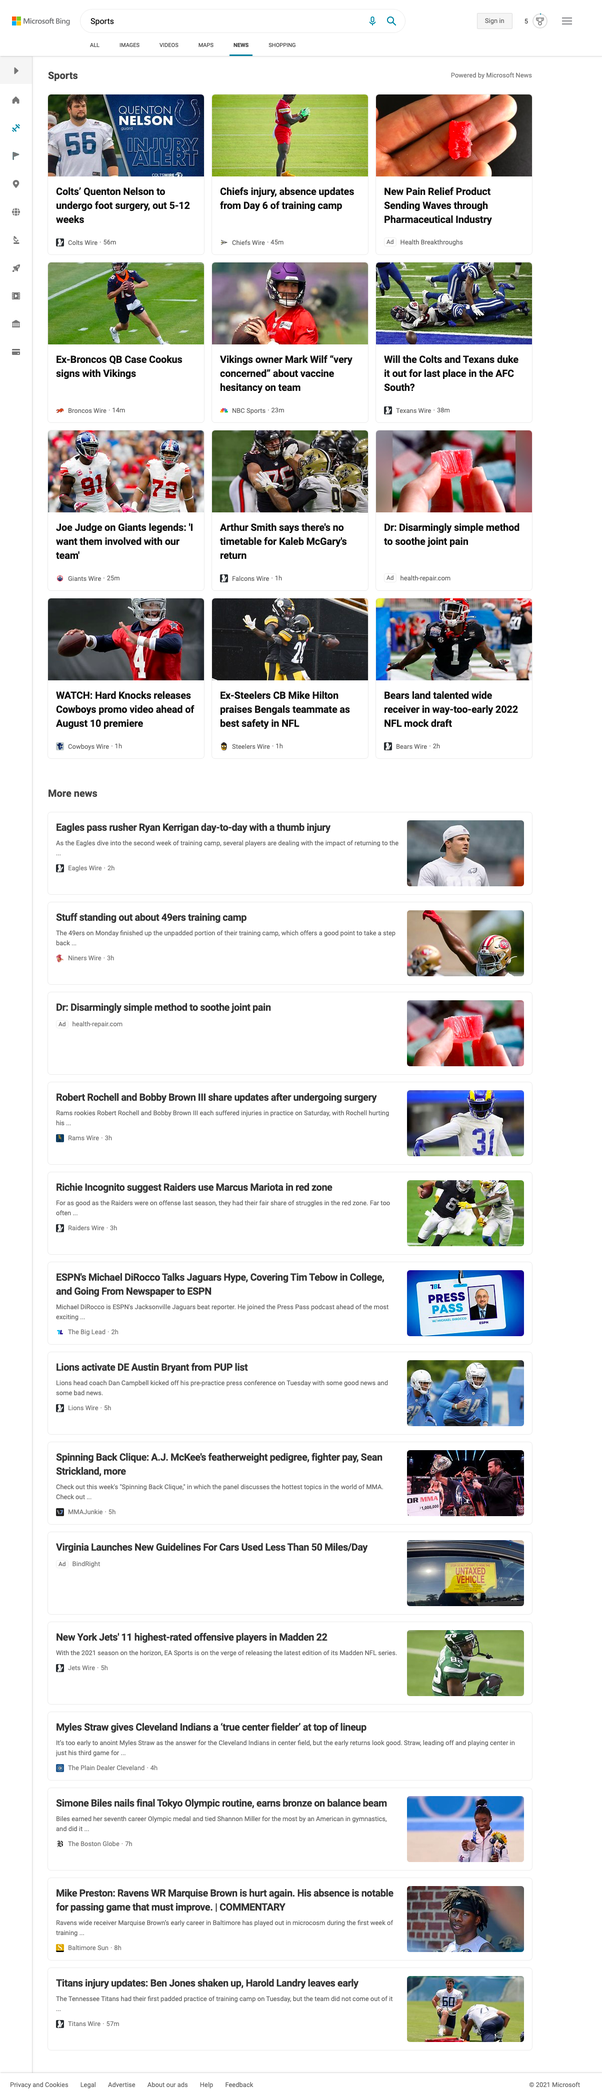 Microsoft Bing
Sports
Sign in
5
ALL
IMAGES
VIDEOS
MAPS
NEWS
SHOPPING
Sports
Powered by Microsoft News
56
QUENTON
NELSON
guard
INJURY
ALERT
Colts' Quenton Nelson to
undergo foot surgery, out 5-12
weeks
Colts Wire · 56m
Chiefs injury, absence updates
from Day 6 of training camp
Chiefs Wire · 45m
New Pain Relief Product
Sending Waves through
Pharmaceutical Industry
Ad Health Breakthroughs
Ex-Broncos QB Case Cookus
signs with Vikings
Broncos Wire · 14m
Vikings owner Mark Wilf "very
concerned" about vaccine
hesitancy on team
NBC Sports · 23m
Will the Colts and Texans duke
it out for last place in the AFC
South?
Texans Wire · 38m
91
72
Joe Judge on Giants legends: 'I
want them involved with our
team'
Giants Wire · 25m
76
9
Arthur Smith says there's no
timetable for Kaleb McGary's
return
Falcons Wire · 1h
Dr: Disarmingly simple method
to soothe joint pain
Ad health-repair.com
4
WATCH: Hard Knocks releases
Cowboys promo video ahead of
August 10 premiere
Cowboys Wire · 1h
28
Ex-Steelers CB Mike Hilton
praises Bengals teammate as
best safety in NFL
Steelers Wire · 1h
1
Bears land talented wide
receiver in way-too-early 2022
NFL mock draft
Bears Wire · 2h
More news
Eagles pass rusher Ryan Kerrigan day-to-day with a thumb injury
As the Eagles dive into the second week of training camp, several players are dealing with the impact of returning to the
...
Eagles Wire · 2h
Stuff standing out about 49ers training camp
The 49ers on Monday finished up the unpadded portion of their training camp, which offers a good point to take a step
back ...
Niners Wire · 3h
Dr: Disarmingly simple method to soothe joint pain
Ad health-repair.com
Robert Rochell and Bobby Brown III share updates after undergoing surgery
Rams rookies Robert Rochell and Bobby Brown III each suffered injuries in practice on Saturday, with Rochell hurting
his ...
Rams Wire · 3h
31
Richie Incognito suggest Raiders use Marcus Mariota in red zone
For as good as the Raiders were on offense last season, they had their fair share of struggles in the red zone. Far too
often ...
Raiders Wire · 3h
ESPN's Michael DiRocco Talks Jaguars Hype, Covering Tim Tebow in College,
and Going From Newspaper to ESPN
Michael DiRocco is ESPN's Jacksonville Jaguars beat reporter. He joined the Press Pass podcast ahead of the most
exciting ...
The Big Lead · 2h
TBL
PRESS
PASS
ESPN
Lions activate DE Austin Bryant from PUP list
Lions head coach Dan Campbell kicked off his pre-practice press conference on Tuesday with some good news and
some bad news.
Lions Wire · 5h
Spinning Back Clique: A.J. McKee's featherweight pedigree, fighter pay, Sean
Strickland, more
Check out this week's "Spinning Back Clique," in which the panel discusses the hottest topics in the world of MMA.
Check out ...
MMAJunkie · 5h
OR MMA
1,000,000
Virginia Launches New Guidelines For Cars Used Less Than 50 Miles/Day
Ad BindRight
UNTAXED
VEHICLE
New York Jets' 11 highest-rated offensive players in Madden 22
With the 2021 season on the horizon, EA Sports is on the verge of releasing the latest edition of its Madden NFL series.
Jets Wire · 5h
Myles Straw gives Cleveland Indians a 'true center fielder' at top of lineup
It's too early to anoint Myles Straw as the answer for the Cleveland Indians in center field, but the early returns look good. Straw, leading off and playing center in
just his third game for ...
The Plain Dealer Cleveland · 4h
Simone Biles nails final Tokyo Olympic routine, earns bronze on balance beam
Biles earned her seventh career Olympic medal and tied Shannon Miller for the most by an American in gymnastics,
and did it ...
The Boston Globe · 7h
Mike Preston: Ravens WR Marquise Brown is hurt again. His absence is notable
for passing game that must improve. | COMMENTARY
Ravens wide receiver Marquise Brown's early career in Baltimore has played out in microcosm during the first week of
training ...
Baltimore Sun · 8h
Titans injury updates: Ben Jones shaken up, Harold Landry leaves early
The Tennessee Titans had their first padded practice of training camp on Tuesday, but the team did not come out of it
...
Titans Wire · 57m
60
Privacy and Cookies
Legal
Advertise
About our ads
Help
Feedback
© 2021 Microsoft